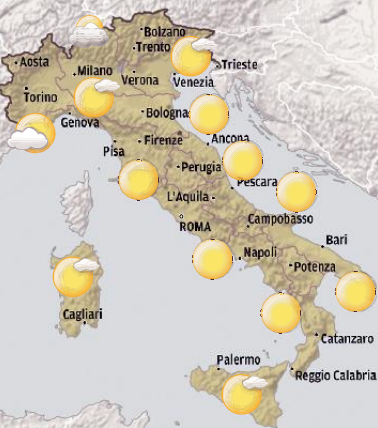 Bolzano
Trento
Aosta
Trieste
Milano
Verona
Venezia
Torino
Bologna
Genova
Firenze
Ancona
Pisa
Perugia
Pescara
L'Aquila
Campobasso
ROMA
Bari
Napoli
Potenza
Cagliari
Catanzaro
Palermo
Reggio Calabria